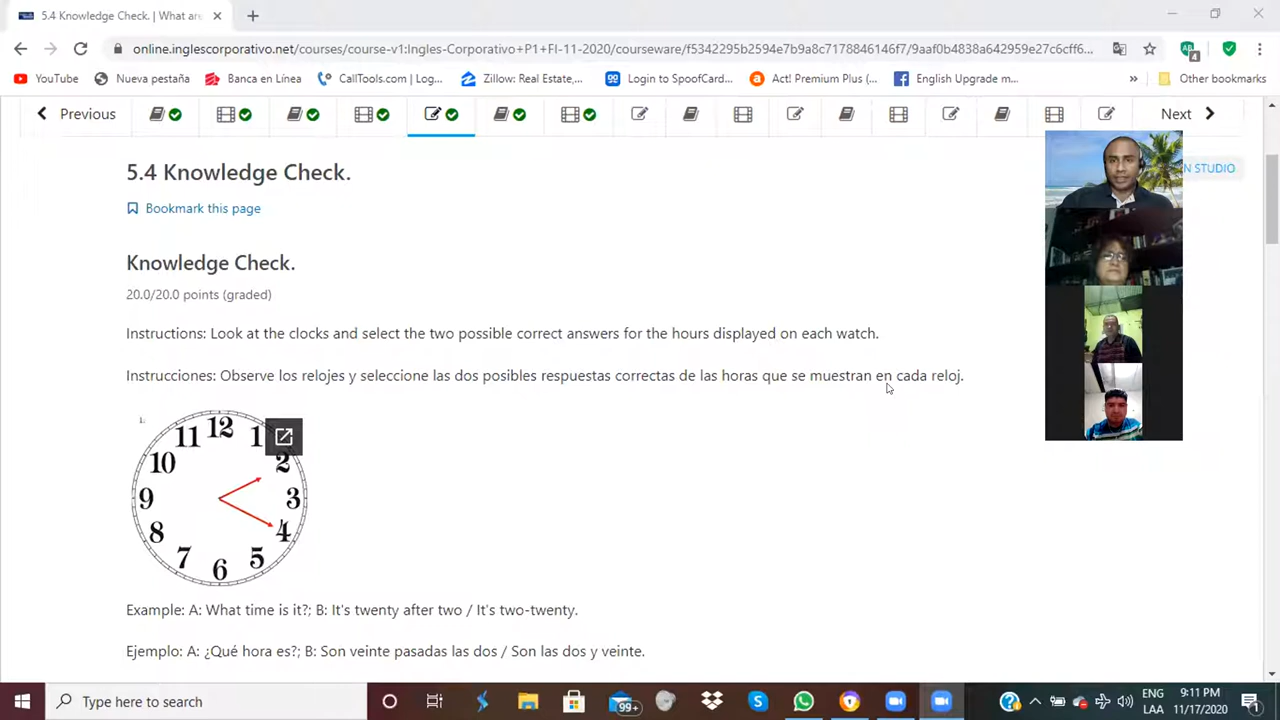 5.4 Knowledge Check. | What are
online.inglescorporativo.net/courses/course-v1:Ingles-Corporativo+P1+FI-11-2020/courseware/f5342295b2594e7b9a8c7178846146f7/9aaf0b4838a642959e27c6cff6...
4
YouTube
Nueva pestaña
Banca en Línea
CallTools.com | Log...
Zillow: Real Estate,...
Login to SpoofCard...
Act! Premium Plus (...
English Upgrade m...
»
Other bookmarks
Previous
Next
N STUDIO
5.4 Knowledge Check.
Bookmark this page
Knowledge Check.
20.0/20.0 points (graded)
Instructions: Look at the clocks and select the two possible correct answers for the hours displayed on each watch.
Instrucciones: Observe los relojes y seleccione las dos posibles respuestas correctas de las horas que se muestran en cada reloj.
1.
11 12 1
10 2
9 3
8 4
7 6 5
Example: A: What time is it?; B: It's twenty after two / It's two-twenty.
Ejemplo: A: ¿Qué hora es?; B: Son veinte pasadas las dos / Son las dos y veinte.
Type here to search
99+
ENG
LAA
9:11 PM
11/17/2020
1